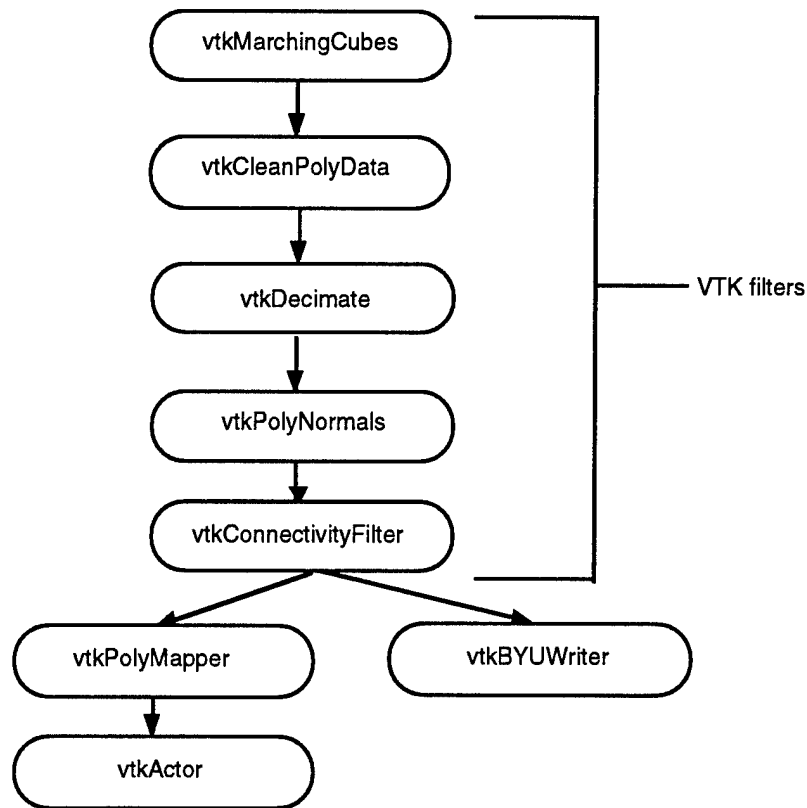 vtkMarchingCubes
vtkCleanPolyData
vtkDecimate
VTK filters
vtkPolyNormals
vtkConnectivityFilter
vtkPolyMapper
vtkBYUWriter
vtkActor